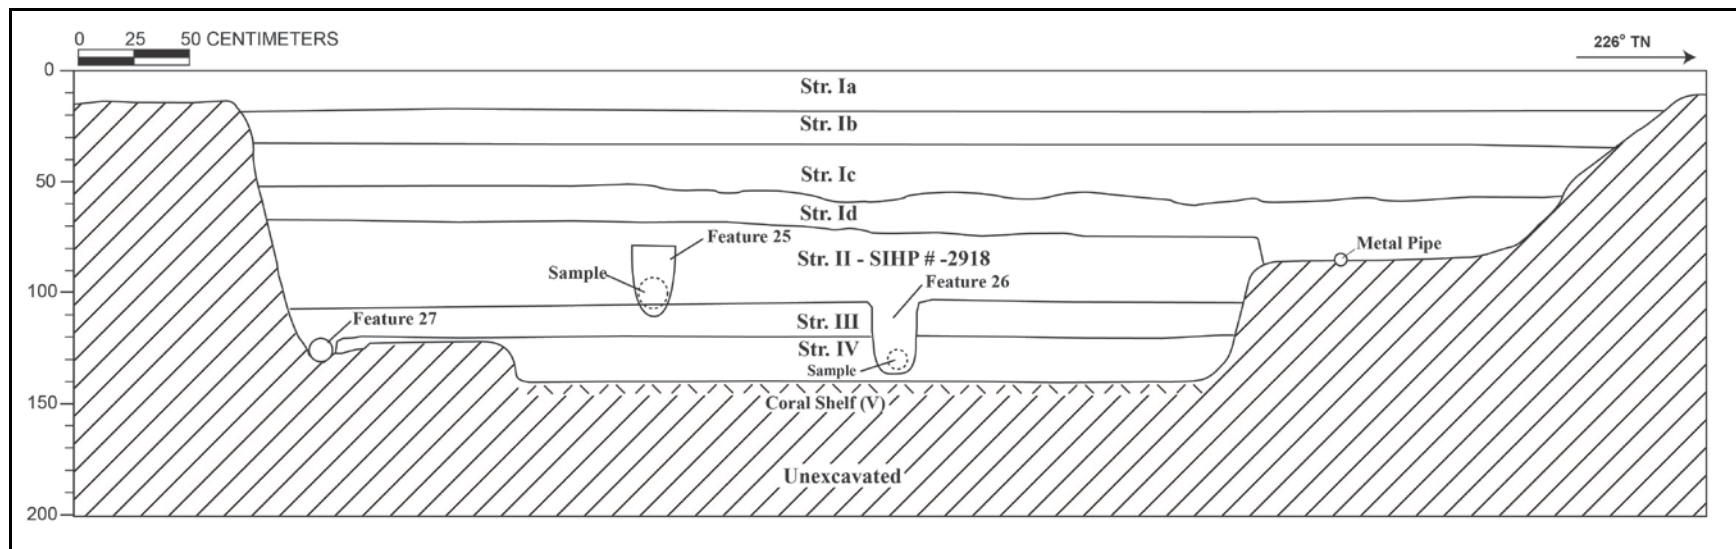 0 25 50 CENTIMETERS
226° TN
0
Str. Ia
Str. Ib
Str. Ic
50
Str. Id
Feature 25
Metal Pipe
Str. II - SIHP # -2918
Sample
Feature 26
100
Feature 27
Str. III
Str. IV
Sample
150
Coral Shelf (V)
Unexcavated
200